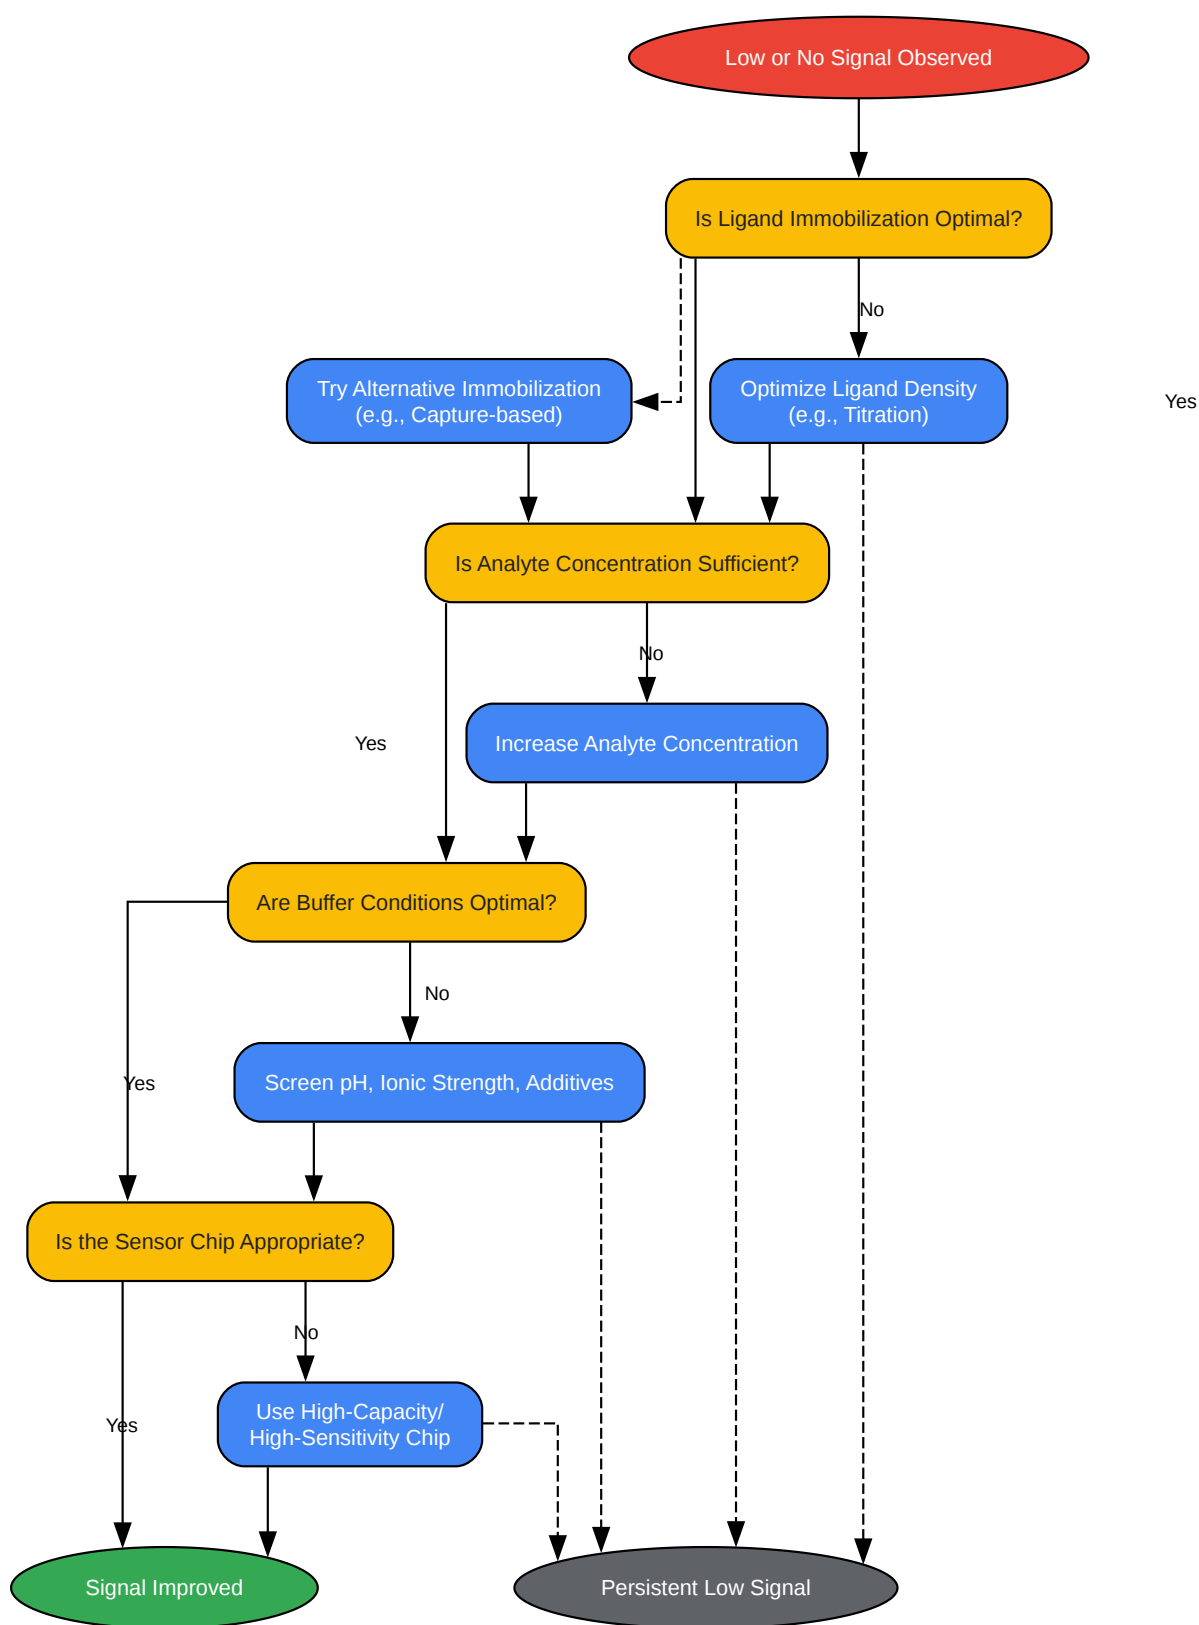 Low or No Signal Observed
Is Ligand Immobilization Optimal?
No
Try Alternative Immobilization
(e.g., Capture-based)
Optimize Ligand Density
(e.g., Titration)
Yes
Is Analyte Concentration Sufficient?
No
Yes
Increase Analyte Concentration
Are Buffer Conditions Optimal?
No
Yes
Screen pH, Ionic Strength, Additives
Is the Sensor Chip Appropriate?
No
Yes
Use High-Capacity/
High-Sensitivity Chip
Signal Improved
Persistent Low Signal